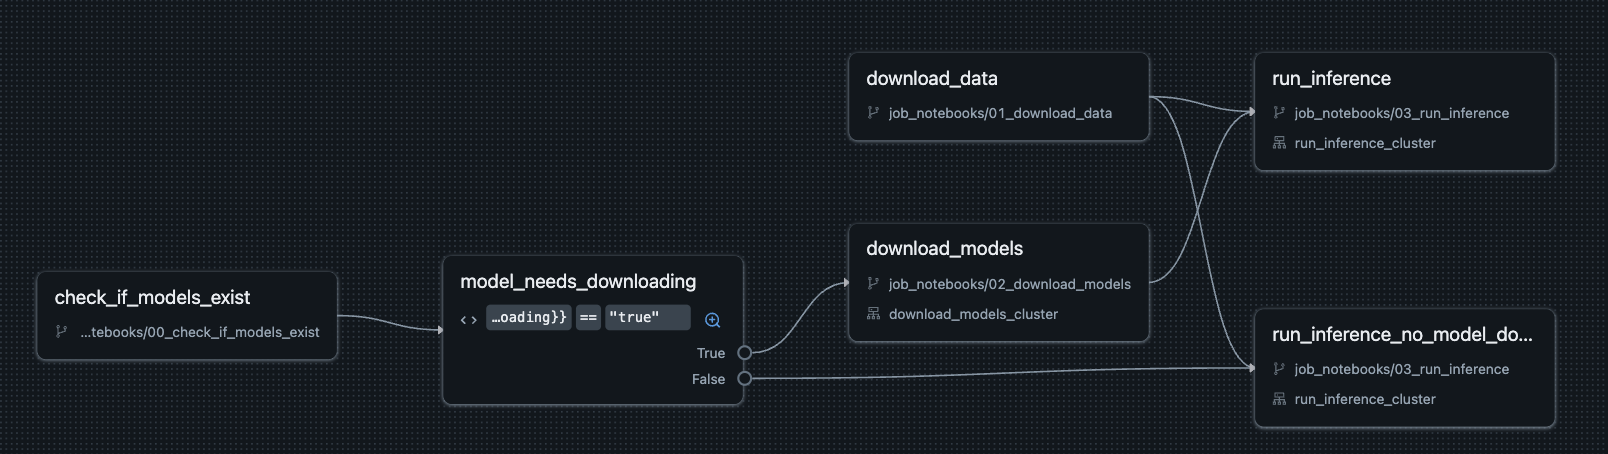 check_if_models_exist
...tebooks/00_check_if_models_exist
model_needs_downloading
<> ...oading}} == "true"
True
False
download_data
job_notebooks/01_download_data
download_models
job_notebooks/02_download_models
download_models_cluster
run_inference
job_notebooks/03_run_inference
run_inference_cluster
run_inference_no_model_do...
job_notebooks/03_run_inference
run_inference_cluster